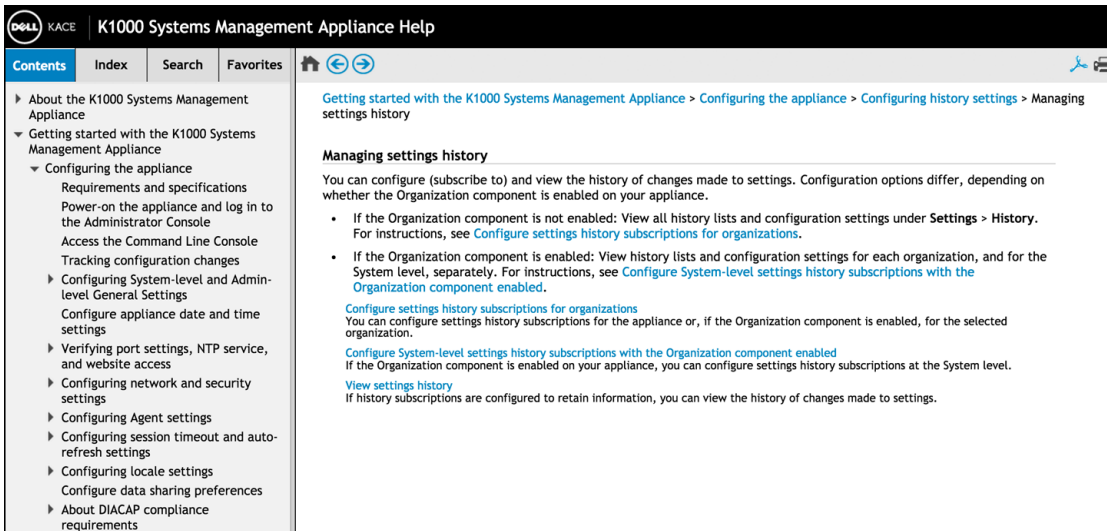 DELL KACE K1000 Systems Management Appliance Help
Contents Index Search Favorites
About the K1000 Systems Management
Appliance
Getting started with the K1000 Systems
Management Appliance
Configuring the appliance
Requirements and specifications
Power-on the appliance and log in to
the Administrator Console
Access the Command Line Console
Tracking configuration changes
Configuring System-level and Admin-
level General Settings
Configure appliance date and time
settings
Verifying port settings, NTP service,
and website access
Configuring network and security
settings
Configuring Agent settings
Configuring session timeout and auto-
refresh settings
Configuring locale settings
Configure data sharing preferences
About DIACAP compliance
requirements
Getting started with the K1000 Systems Management Appliance > Configuring the appliance > Configuring history settings > Managing
settings history
Managing settings history
You can configure (subscribe to) and view the history of changes made to settings. Configuration options differ, depending on
whether the Organization component is enabled on your appliance.
• If the Organization component is not enabled: View all history lists and configuration settings under Settings > History.
For instructions, see Configure settings history subscriptions for organizations.
• If the Organization component is enabled: View history lists and configuration settings for each organization, and for the
System level, separately. For instructions, see Configure System-level settings history subscriptions with the
Organization component enabled.
Configure settings history subscriptions for organizations
You can configure settings history subscriptions for the appliance or, if the Organization component is enabled, for the selected
organization.
Configure System-level settings history subscriptions with the Organization component enabled
If the Organization component is enabled on your appliance, you can configure settings history subscriptions at the System level.
View settings history
If history subscriptions are configured to retain information, you can view the history of changes made to settings.